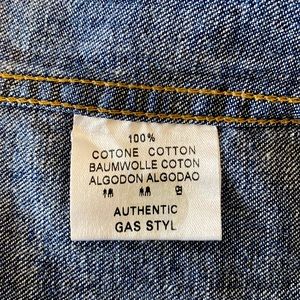 100%
COTONE COTTON
BAUMWOLLE COTON
ALGODON ALGODAO
AUTHENTIC
GAS STYL